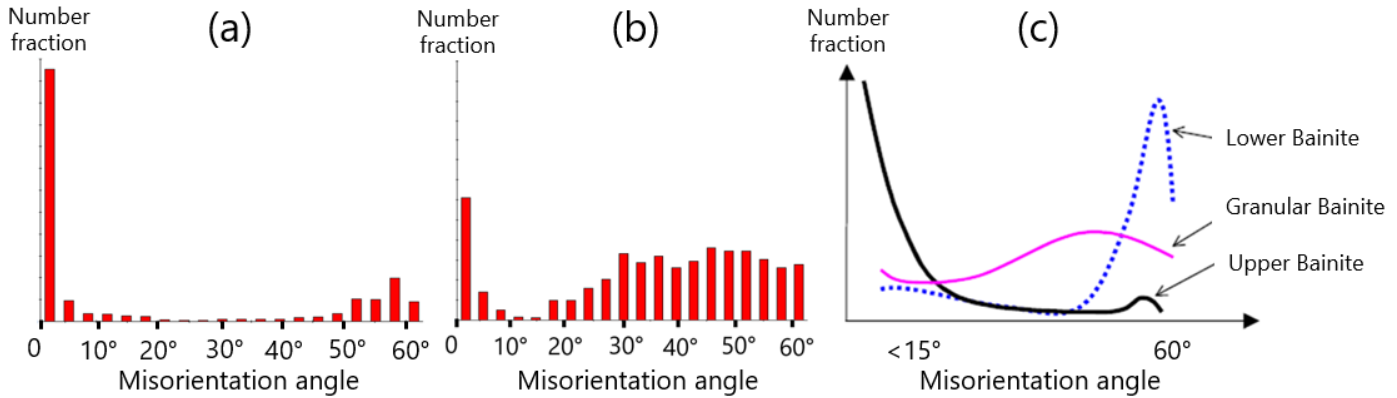 Number
fraction
(a)
0
10°
20°
30°
40°
50°
60°
Misorientation angle
Number
fraction
(b)
0
10°
20°
30°
40°
50°
60°
Misorientation angle
Number
fraction
(c)
Lower Bainite
Granular Bainite
Upper Bainite
<15°
60°
Misorientation angle